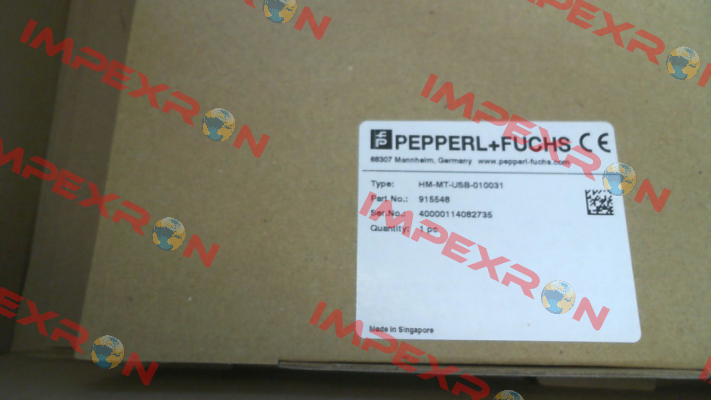 PEPPERL+FUCHS CE
68307 Mannheim, Germany www.pepperl-fuchs.com
Type: HM-MT-USB-010031
Part.No.: 915548
Ser.No.: 40000114082735
Quantity: 1 pc
Made in Singapore
IMPEXRON
IMPEXRON
IMPEXRON
IMPEXRON
IMPEXRON
IMPEXRON
IMPEXRON